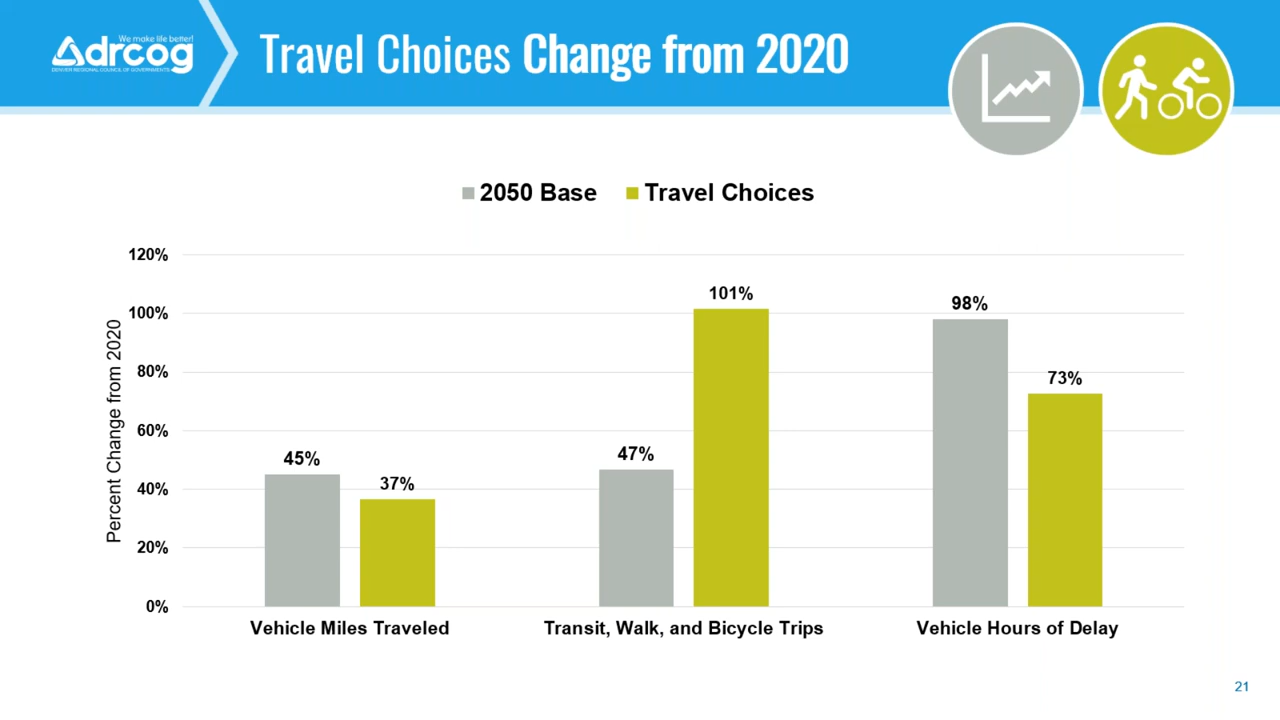 We make life better!
drcog
DENVER REGIONAL COUNCIL OF GOVERNMENTS
Travel Choices Change from 2020
2050 Base
Travel Choices
Percent Change from 2020
120%
100%
80%
60%
40%
20%
0%
45%
37%
47%
101%
98%
73%
Vehicle Miles Traveled
Transit, Walk, and Bicycle Trips
Vehicle Hours of Delay
21